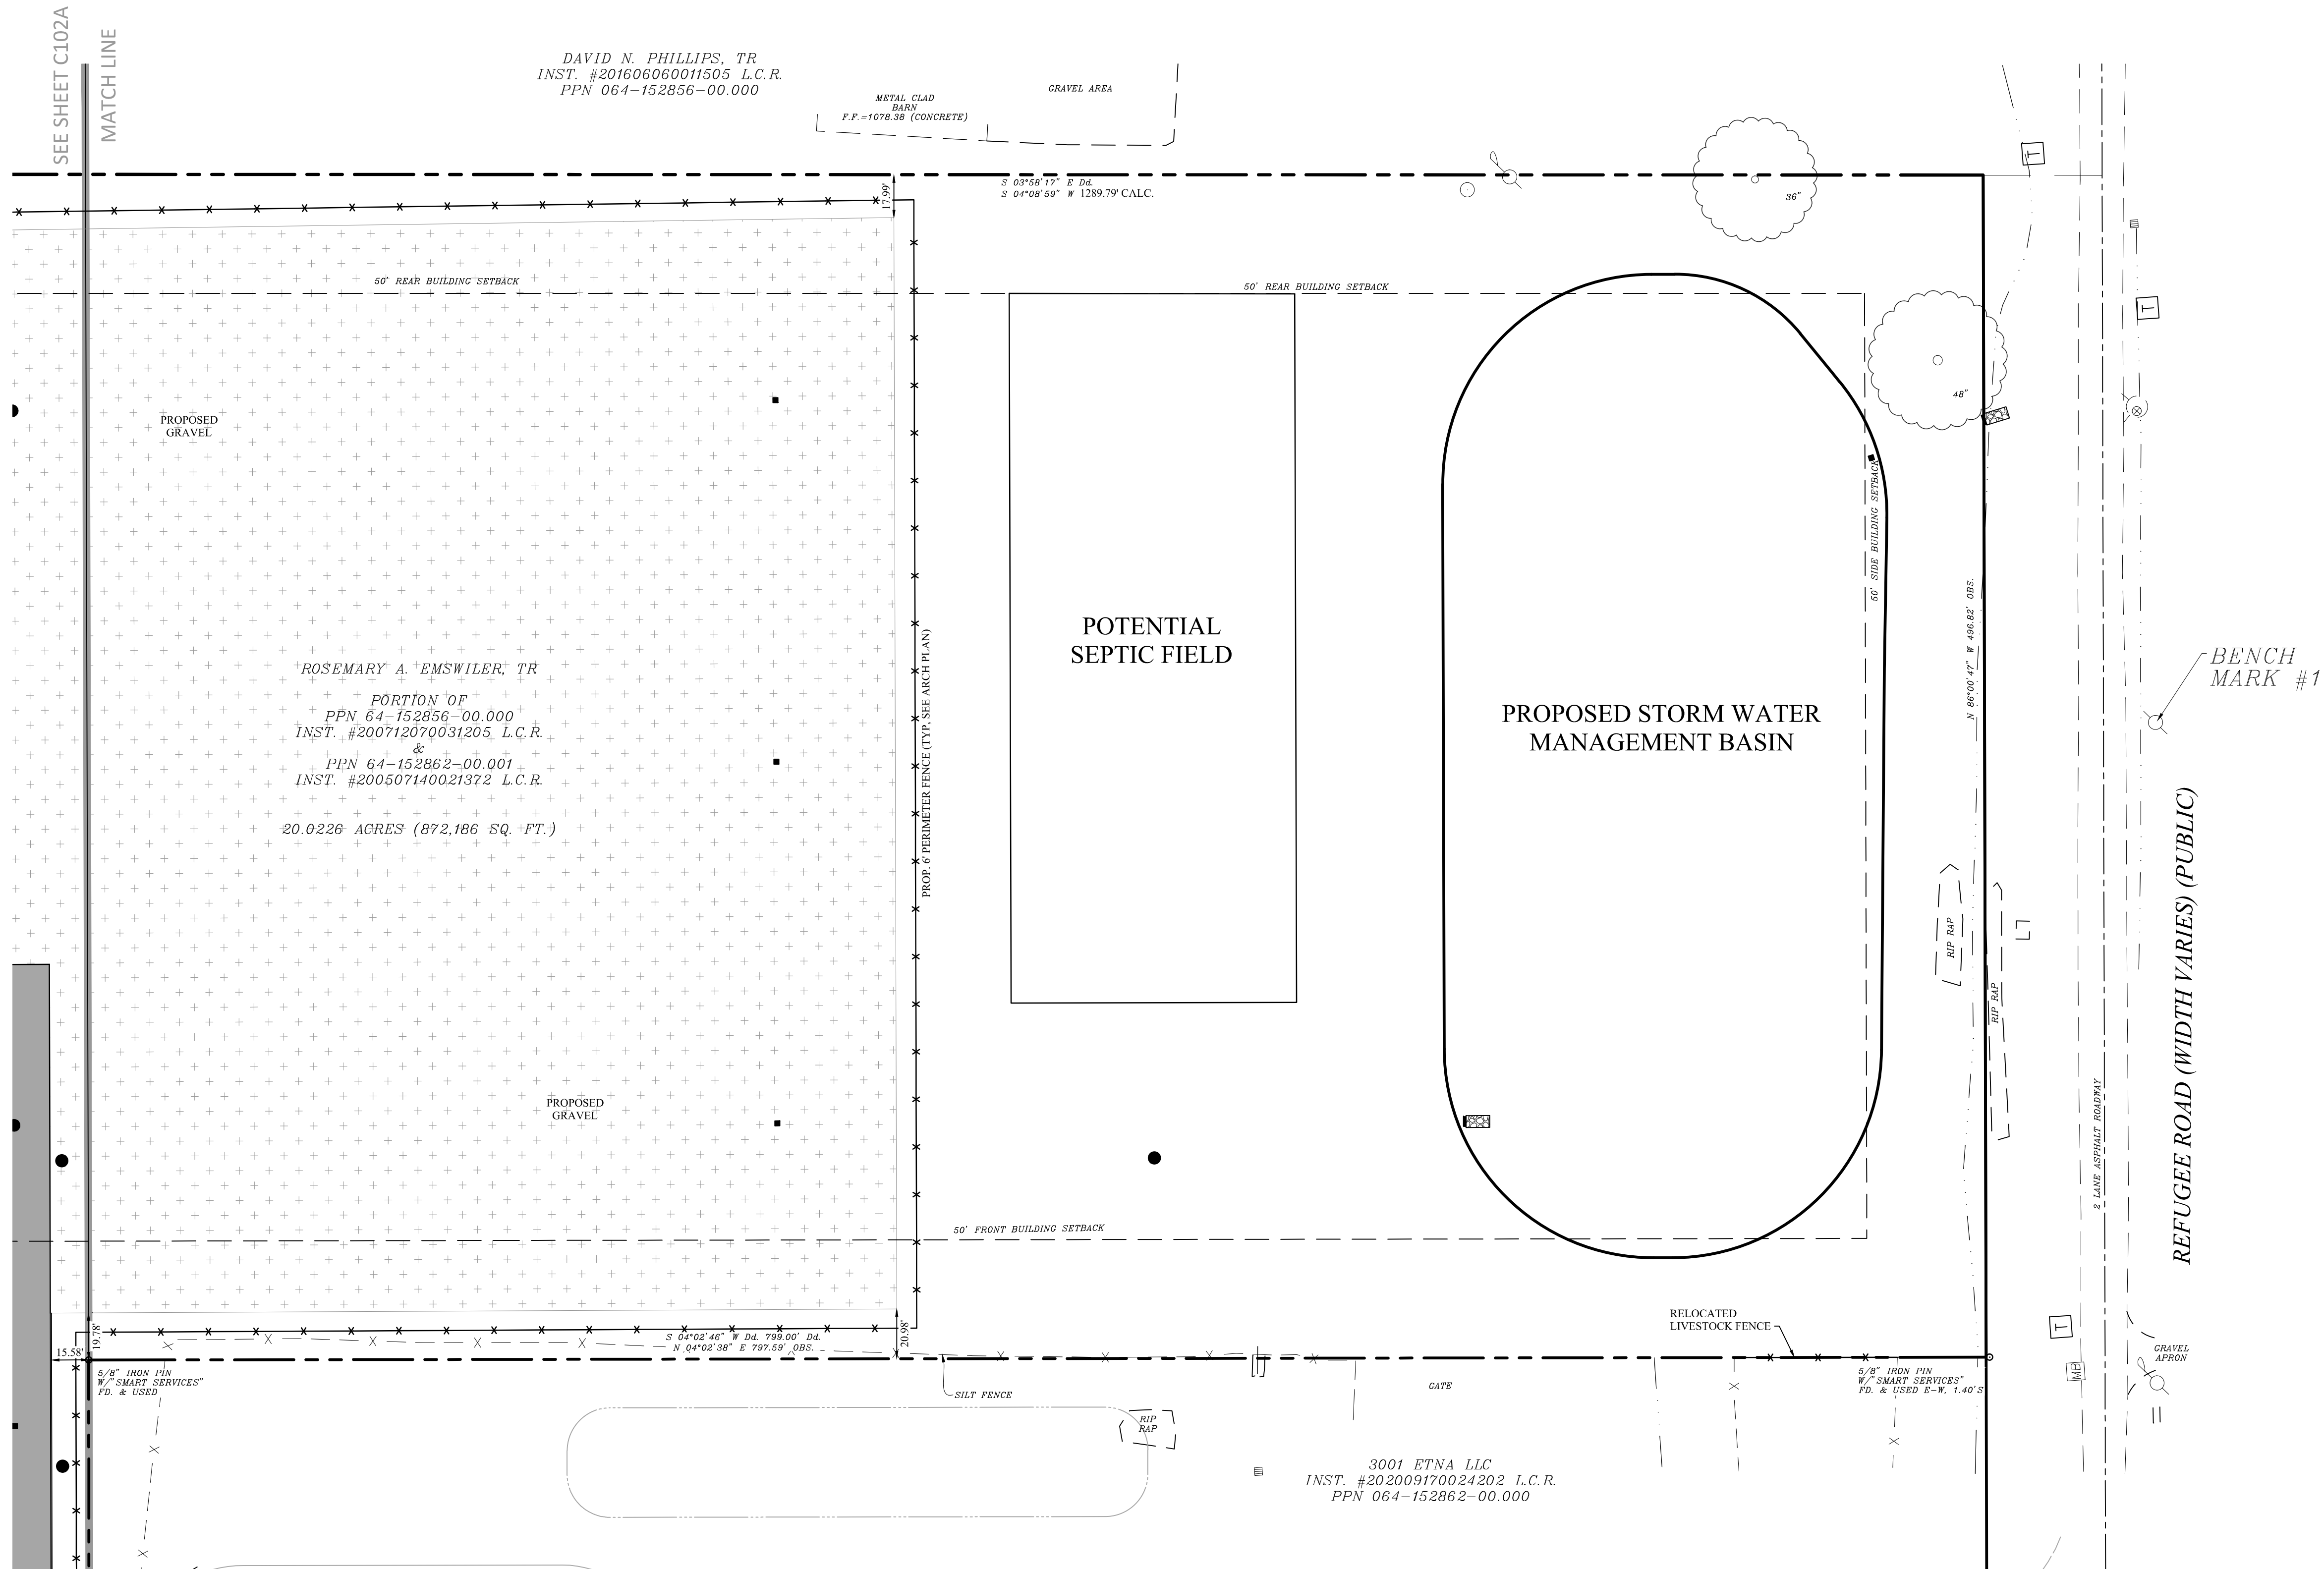 SEE SHEET C102A
MATCH LINE
DAVID N. PHILLIPS, TR
INST. #201606060011505 L.C.R.
PPN 064-152856-00.000
METAL CLAD
BARN
F.F.=1078.38 (CONCRETE)
GRAVEL AREA
17.99'
S 03°58'17" E Dd.
S 04°08'59" W 1289.79' CALC.
36"
T
50' REAR BUILDING SETBACK
50' REAR BUILDING SETBACK
T
48"
PROPOSED
GRAVEL
50' SIDE BUILDING SETBACK
N 86°00'47" W 496.82' OBS.
POTENTIAL
SEPTIC FIELD
PROP. 6' PERIMETER FENCE (TYP. SEE ARCH PLAN)
BENCH
MARK #1
ROSEMARY A. EMSWILER, TR
PORTION OF
PPN 64-152856-00.000
INST. #200712070031205 L.C.R.
&
PPN 64-152862-00.001
INST. #200507140021372 L.C.R.
20.0226 ACRES (872,186 SQ. FT.)
PROPOSED STORM WATER
MANAGEMENT BASIN
REFUGEE ROAD (WIDTH VARIES) (PUBLIC)
RIP RAP
RIP RAP
2 LANE ASPHALT ROADWAY
PROPOSED
GRAVEL
50' FRONT BUILDING SETBACK
RELOCATED
LIVESTOCK FENCE
T
19.78'
15.58'
S 04°02'46" W Dd. 799.00' Dd.
N 04°02'38" E 797.59' OBS.
20.98'
5/8" IRON PIN
W/"SMART SERVICES"
FD. & USED
SILT FENCE
GATE
5/8" IRON PIN
W/"SMART SERVICES"
FD. & USED E-W, 1.40'S
MB
GRAVEL
APRON
RIP
RAP
3001 ETNA LLC
INST. #202009170024202 L.C.R.
PPN 064-152862-00.000